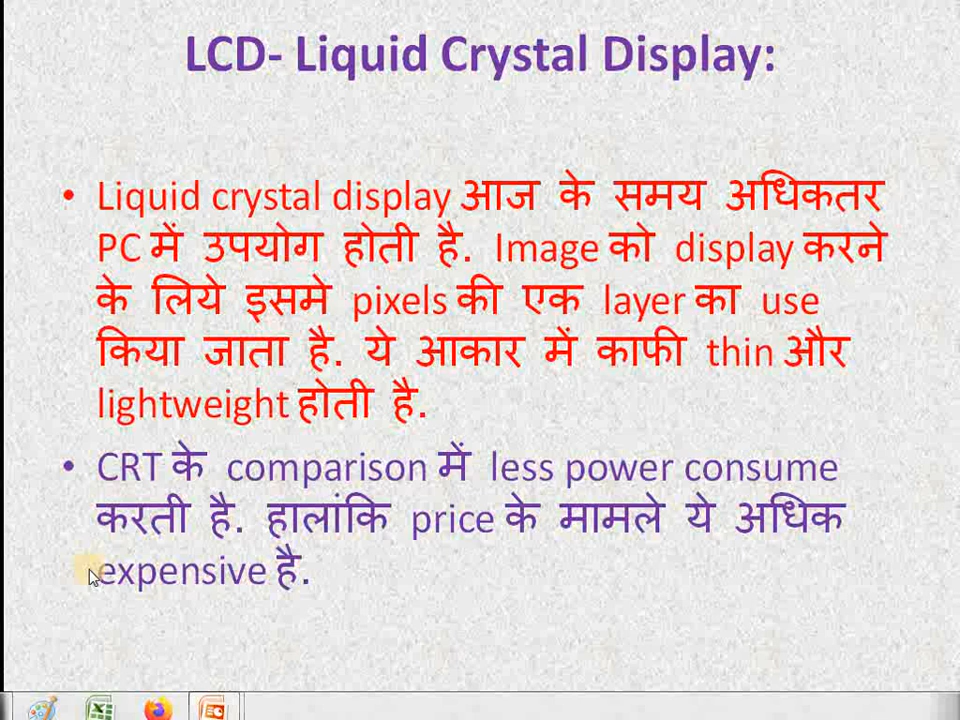 LCD- Liquid Crystal Display:
• Liquid crystal display आज के समय अधिकतर
PC में उपयोग होती है. Image को display करने
के लिये इसमे pixels की एक layer का use
किया जाता है. ये आकार में काफी thin और
lightweight होती है.
• CRT के comparison में less power consume
करती है. हालांकि price के मामले ये अधिक
expensive है.